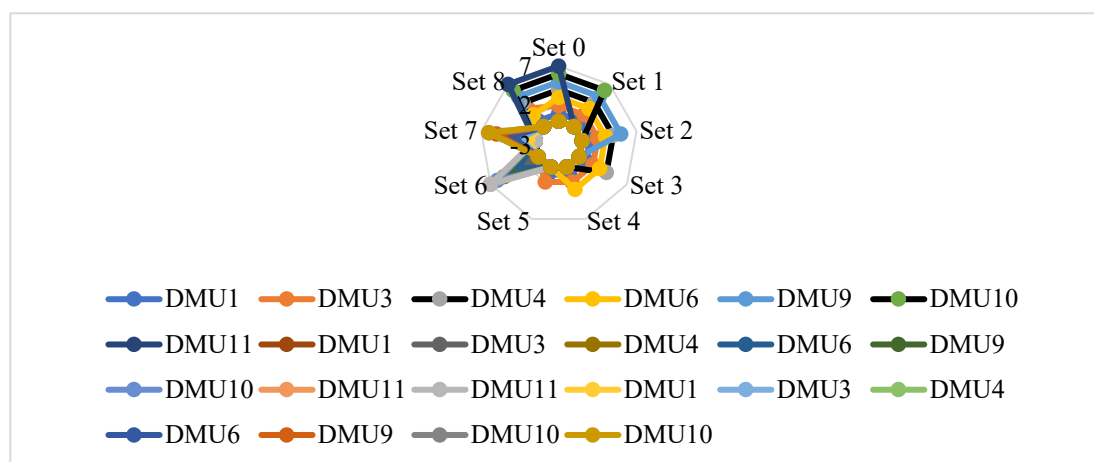 Set 0
7
Set 8
Set 1
2
Set 7
Set 2
-3
Set 6
Set 3
Set 5
Set 4
DMU1 DMU3 DMU4 DMU6 DMU9 DMU10
DMU11 DMU1 DMU3 DMU4 DMU6 DMU9
DMU10 DMU11 DMU11 DMU1 DMU3 DMU4
DMU6 DMU9 DMU10 DMU10